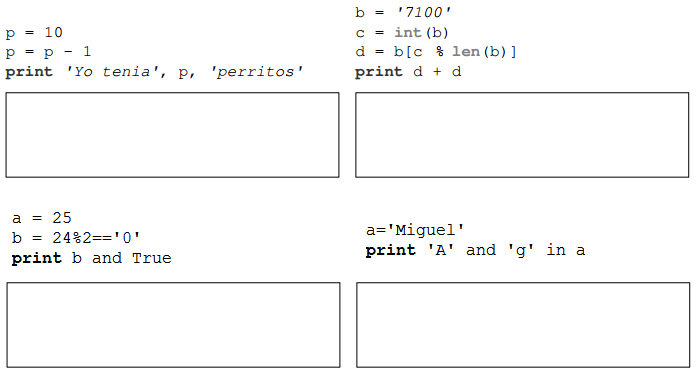 p = 10
p = p - 1
print 'Yo tenia', p, 'perritos'
b = '7100'
c = int(b)
d = b[c % len(b)]
print d + d
a = 25
b = 24%2=='0'
print b and True
a='Miguel'
print 'A' and 'g' in a